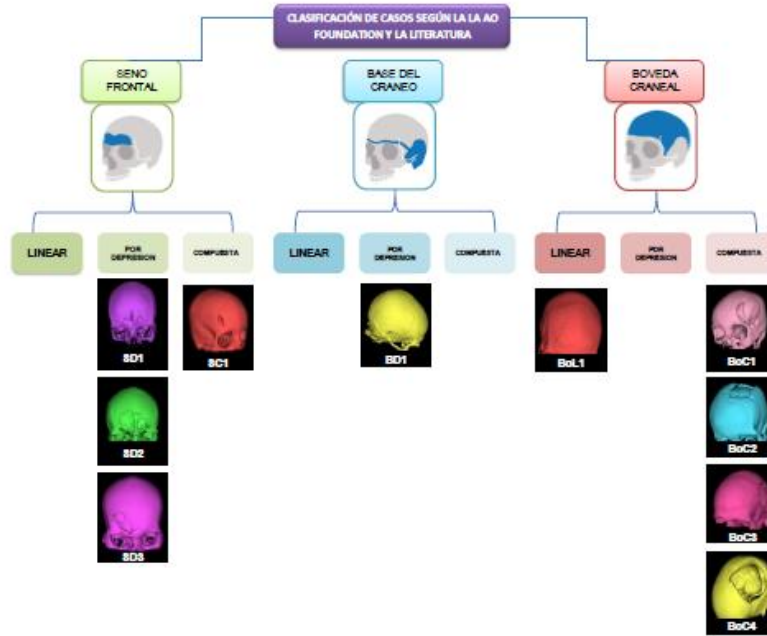 CLASIFICACIÓN DE CASOS SEGÚN LA LA AO
FOUNDATION Y LA LITERATURA
SENO
FRONTAL
BASE DEL
CRANEO
BOVEDA
CRANEAL
LINEAR
POR
DEPRESION
COMPUESTA
LINEAR
POR
DEPRESION
COMPUESTA
LINEAR
POR
DEPRESION
COMPUESTA
SD1
SC1
BD1
BoL1
BoC1
SD2
BoC2
SD3
BoC3
BoC4